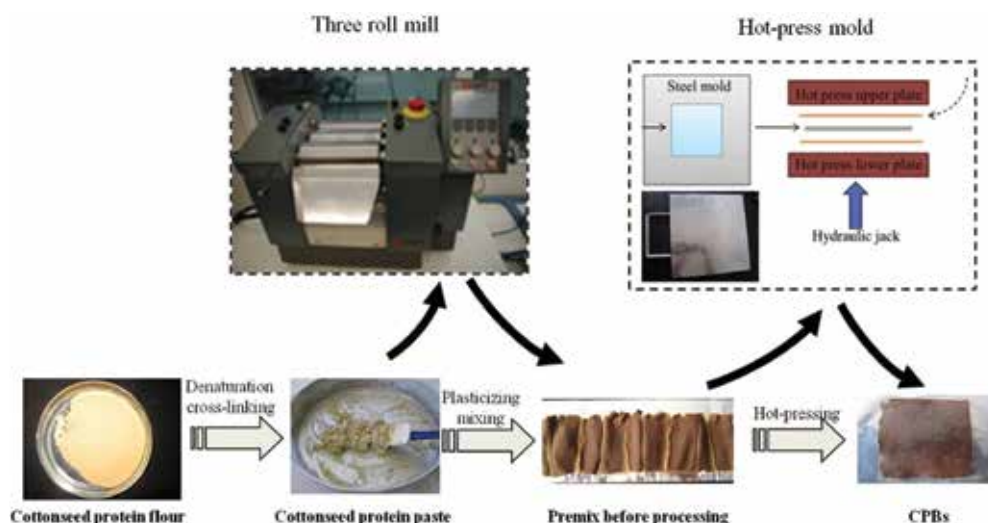 Three roll mill
Hot-press mold
Steel mold
Hot press upper plate
Hot press lower plate
Hydraulic jack
Denaturation
cross-linking
Plasticizing
mixing
Hot-pressing
Cottonseed protein flour
Cottonseed protein paste
Premix before processing
CPBs